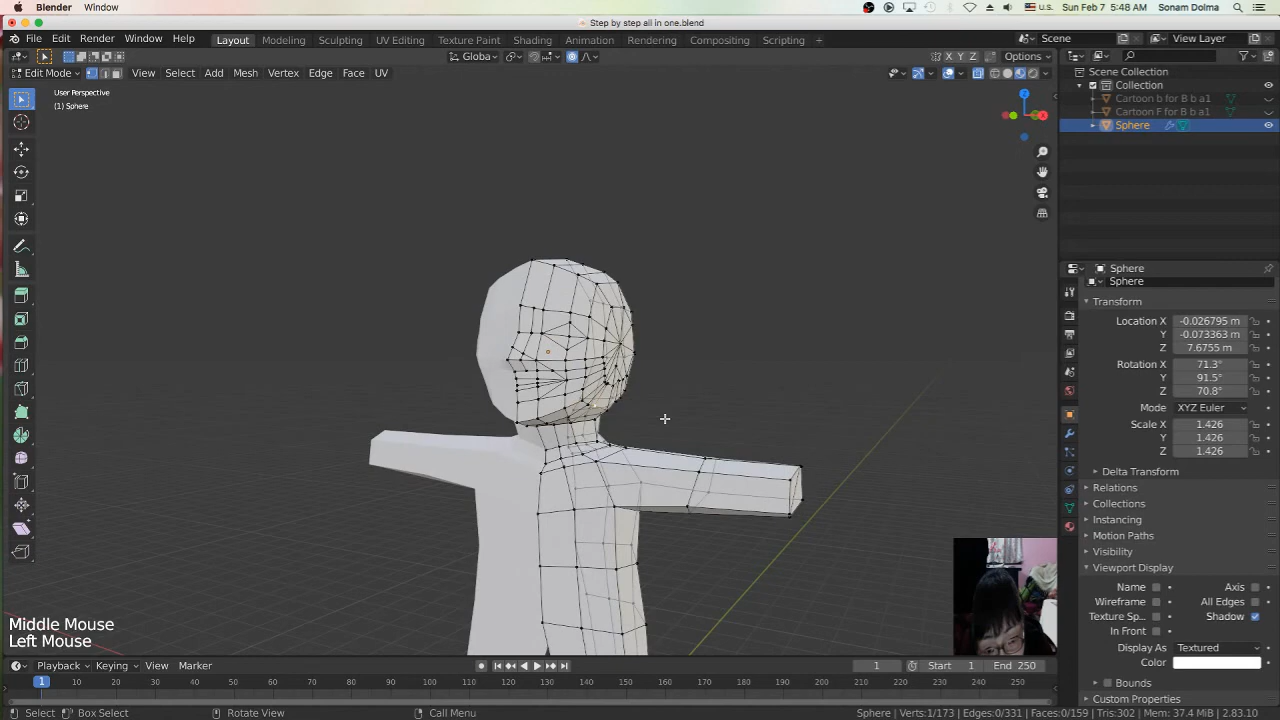 Blender Window
Sun Feb 7 5:48 AM Sonam Dolma
U.S.
Step by step all in one.blend
File Edit Render Window Help
Layout Modeling Sculpting UV Editing Texture Paint Shading Animation Rendering Compositing Scripting +
Scene
View Layer
Edit Mode View Select Add Mesh Vertex Edge Face UV
Globa
X Y Z Options
User Perspective
(1) Sphere
Z
X
Scene Collection
Collection
Cartoon b for B b a1
Cartoon F for B b a1
Sphere
Sphere
Sphere
Transform
Location X -0.026795 m
Y -0.073363 m
Z 7.6755 m
Rotation X 71.3°
Y 91.5°
Z 70.8°
Mode XYZ Euler
Scale X 1.426
Y 1.426
Z 1.426
Delta Transform
Relations
Collections
Instancing
Motion Paths
Visibility
Viewport Display
Name Axis
Wireframe All Edges
Texture Sp.. Shadow
In Front
Display As Textured
Color
Bounds
Custom Properties
Middle Mouse
Left Mouse
Playback Keying View Marker
1 Start 1 End 250
1 10 20 30 40 50 60 70 80 90 100 110 120 130 140 150 160 170 180 190 200 210 220 230 240 250
Select Box Select Rotate View Call Menu
Sphere | Verts:1/173 | Edges:0/331 | Faces:0/159 | Tris:302 | Mem: 37.4 MiB | 2.83.10